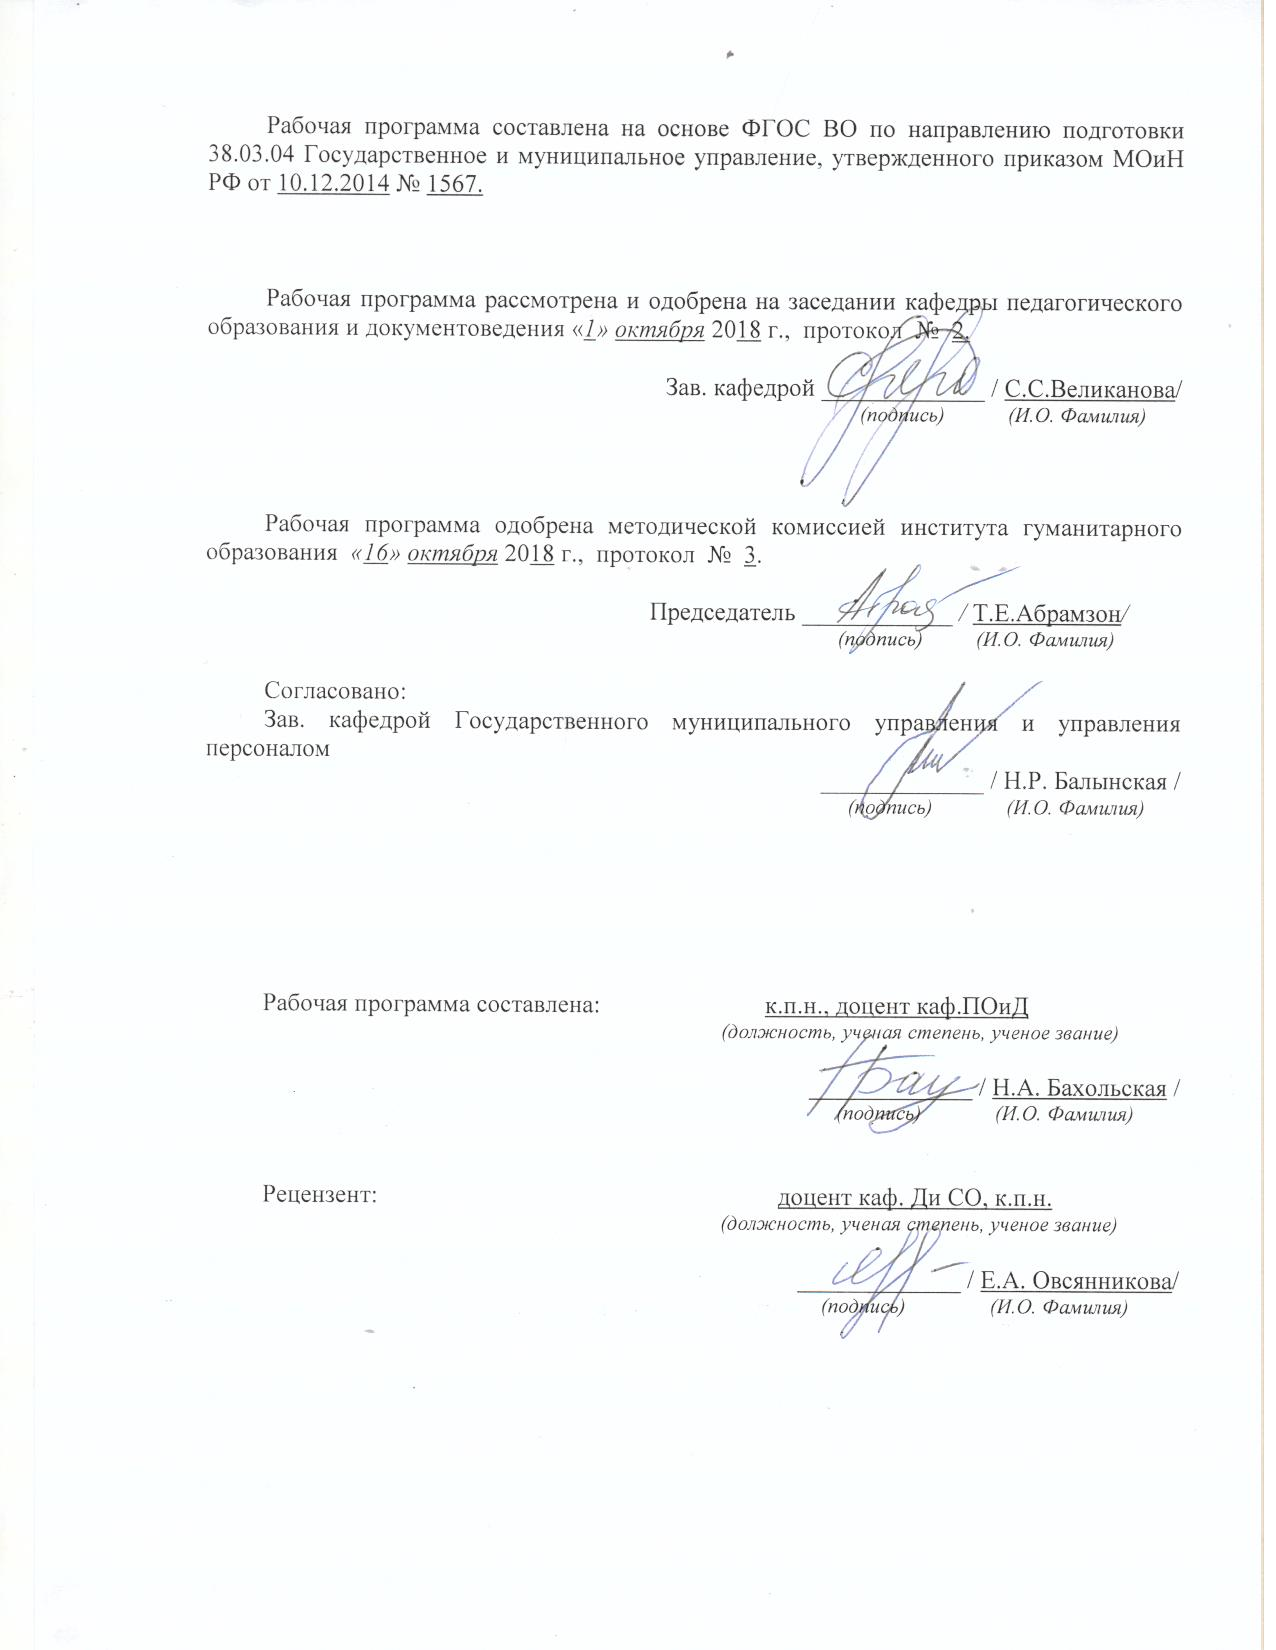 Рабочая программа составлена на основе ФГОС ВО по направлению подготовки
38.03.04 Государственное и муниципальное управление, утвержденного приказом МОиН
РФ от 10.12.2014 № 1567.
Рабочая программа рассмотрена и одобрена на заседании кафедры педагогического
образования и документоведения «1» октября 2018 г., протокол № 2.
Зав. кафедрой ______________ / С.С.Великанова/
(подпись) (И.О. Фамилия)
Рабочая программа одобрена методической комиссией института гуманитарного
образования «16» октября 2018 г., протокол № 3.
Председатель _____________ / Т.Е.Абрамзон/
(подпись) (И.О. Фамилия)
Согласовано:
Зав. кафедрой Государственного муниципального управления и управления
персоналом
______________ / Н.Р. Балынская /
(подпись) (И.О. Фамилия)
Рабочая программа составлена: к.п.н., доцент каф.ПОиД
(должность, ученая степень, ученое звание)
______________ / Н.А. Бахольская /
(подпись) (И.О. Фамилия)
Рецензент: доцент каф. Ди СО, к.п.н.
(должность, ученая степень, ученое звание)
______________ / Е.А. Овсянникова/
(подпись) (И.О. Фамилия)